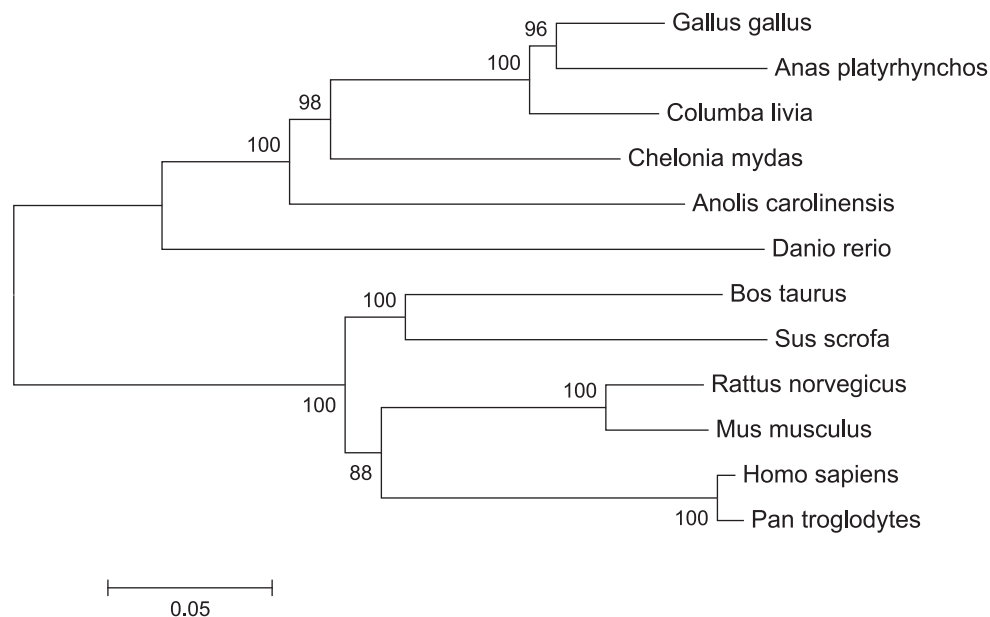 Gallus gallus
96
Anas platyrhynchos
100
Columba livia
98
Chelonia mydas
100
Anolis carolinensis
Danio rerio
Bos taurus
100
Sus scrofa
Rattus norvegicus
100
100
Mus musculus
88
Homo sapiens
100
Pan troglodytes
0.05